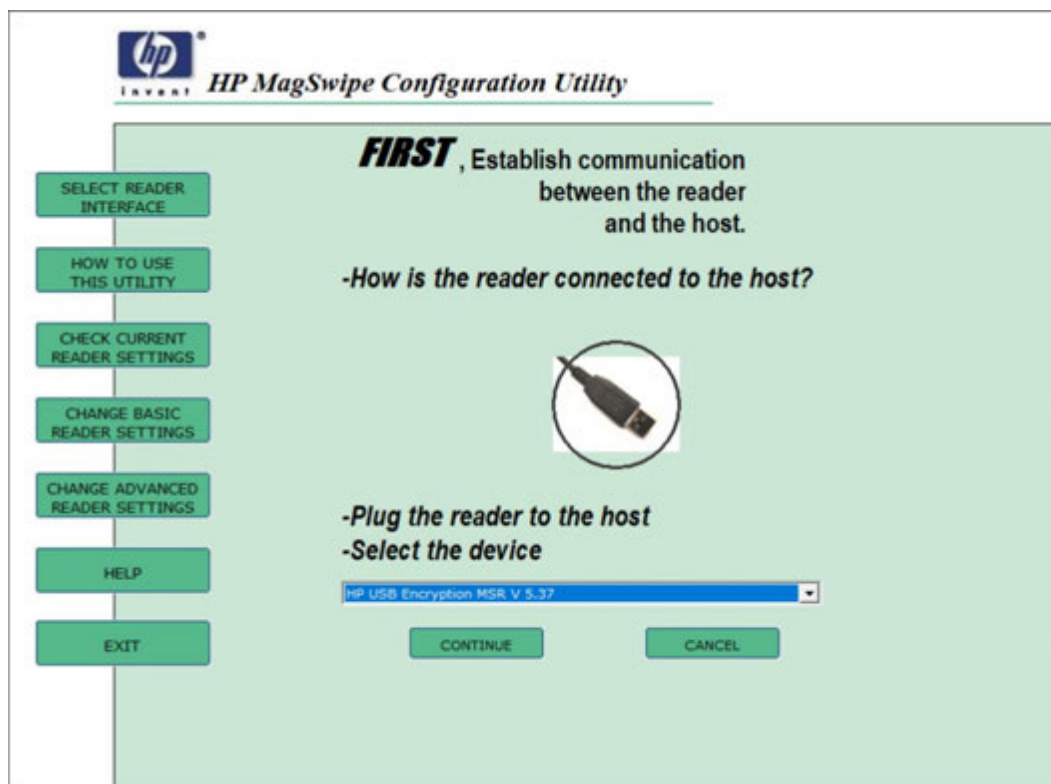 hp
invent
HP MagSwipe Configuration Utility
FIRST , Establish communication
between the reader
and the host.
SELECT READER
INTERFACE
HOW TO USE
THIS UTILITY
-How is the reader connected to the host?
CHECK CURRENT
READER SETTINGS
CHANGE BASIC
READER SETTINGS
CHANGE ADVANCED
READER SETTINGS
HELP
EXIT
-Plug the reader to the host
-Select the device
HP USB Encryption MSR V 5.37
CONTINUE
CANCEL